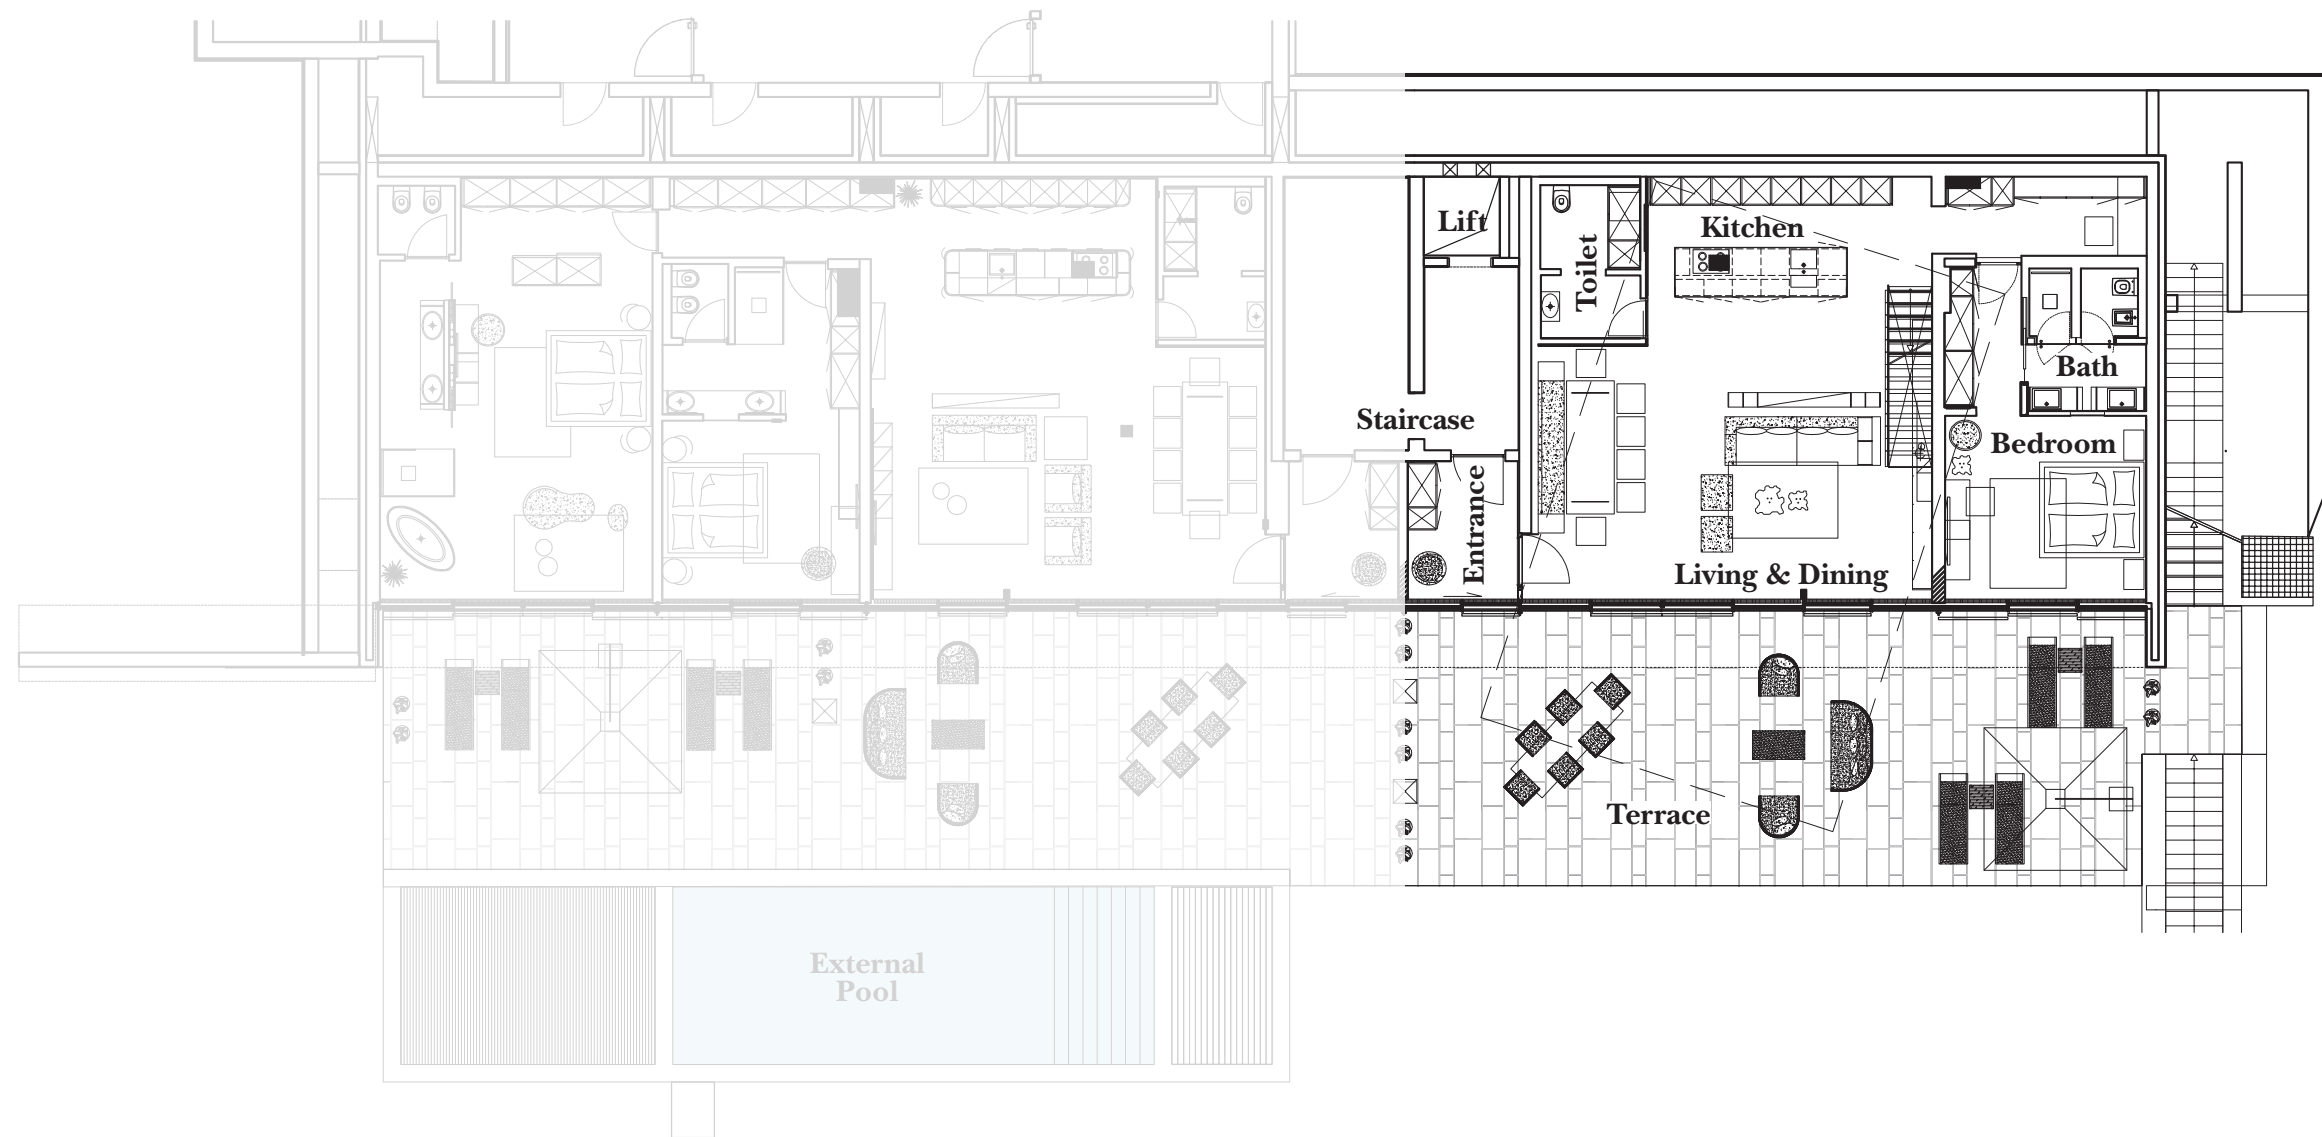 Lift
Kitchen
Toilet
Bath
Staircase
Bedroom
Entrance
Living & Dining
Terrace
External
Pool